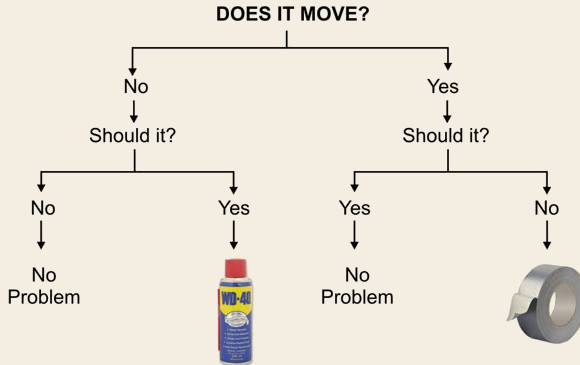 DOES IT MOVE?
No
Yes
Should it?
Should it?
No
Yes
Yes
No
No
Problem
No
Problem
WD-40